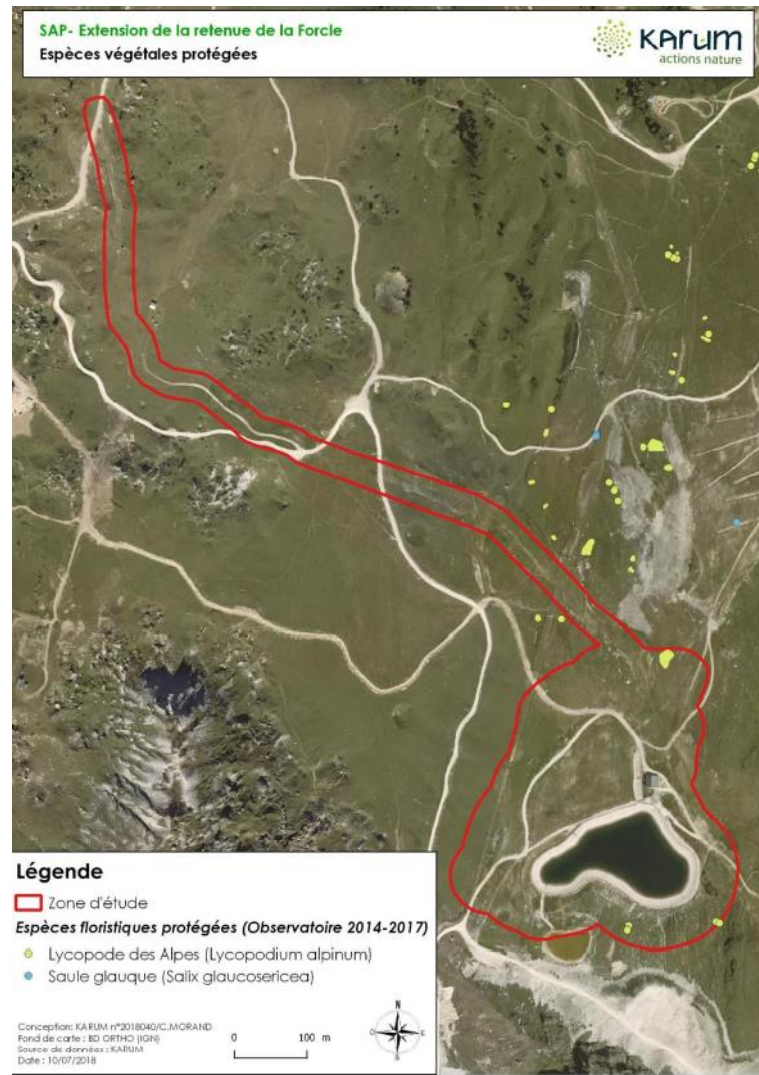 SAP- Extension de la retenue de la Forcle
Espèces végétales protégées
KARUM
actions nature
Légende
Zone d'étude
Espèces floristiques protégées (Observatoire 2014-2017)
Lycopode des Alpes (Lycopodium alpinum)
Saule glauque (Salix glaucosericea)
Conception: KARUM n°2018040/C.MORAND
Fond de carte : BD ORTHO (IGN)
Source de données : KARUM
Date : 10/07/2018
0 100 m
N
O E
S